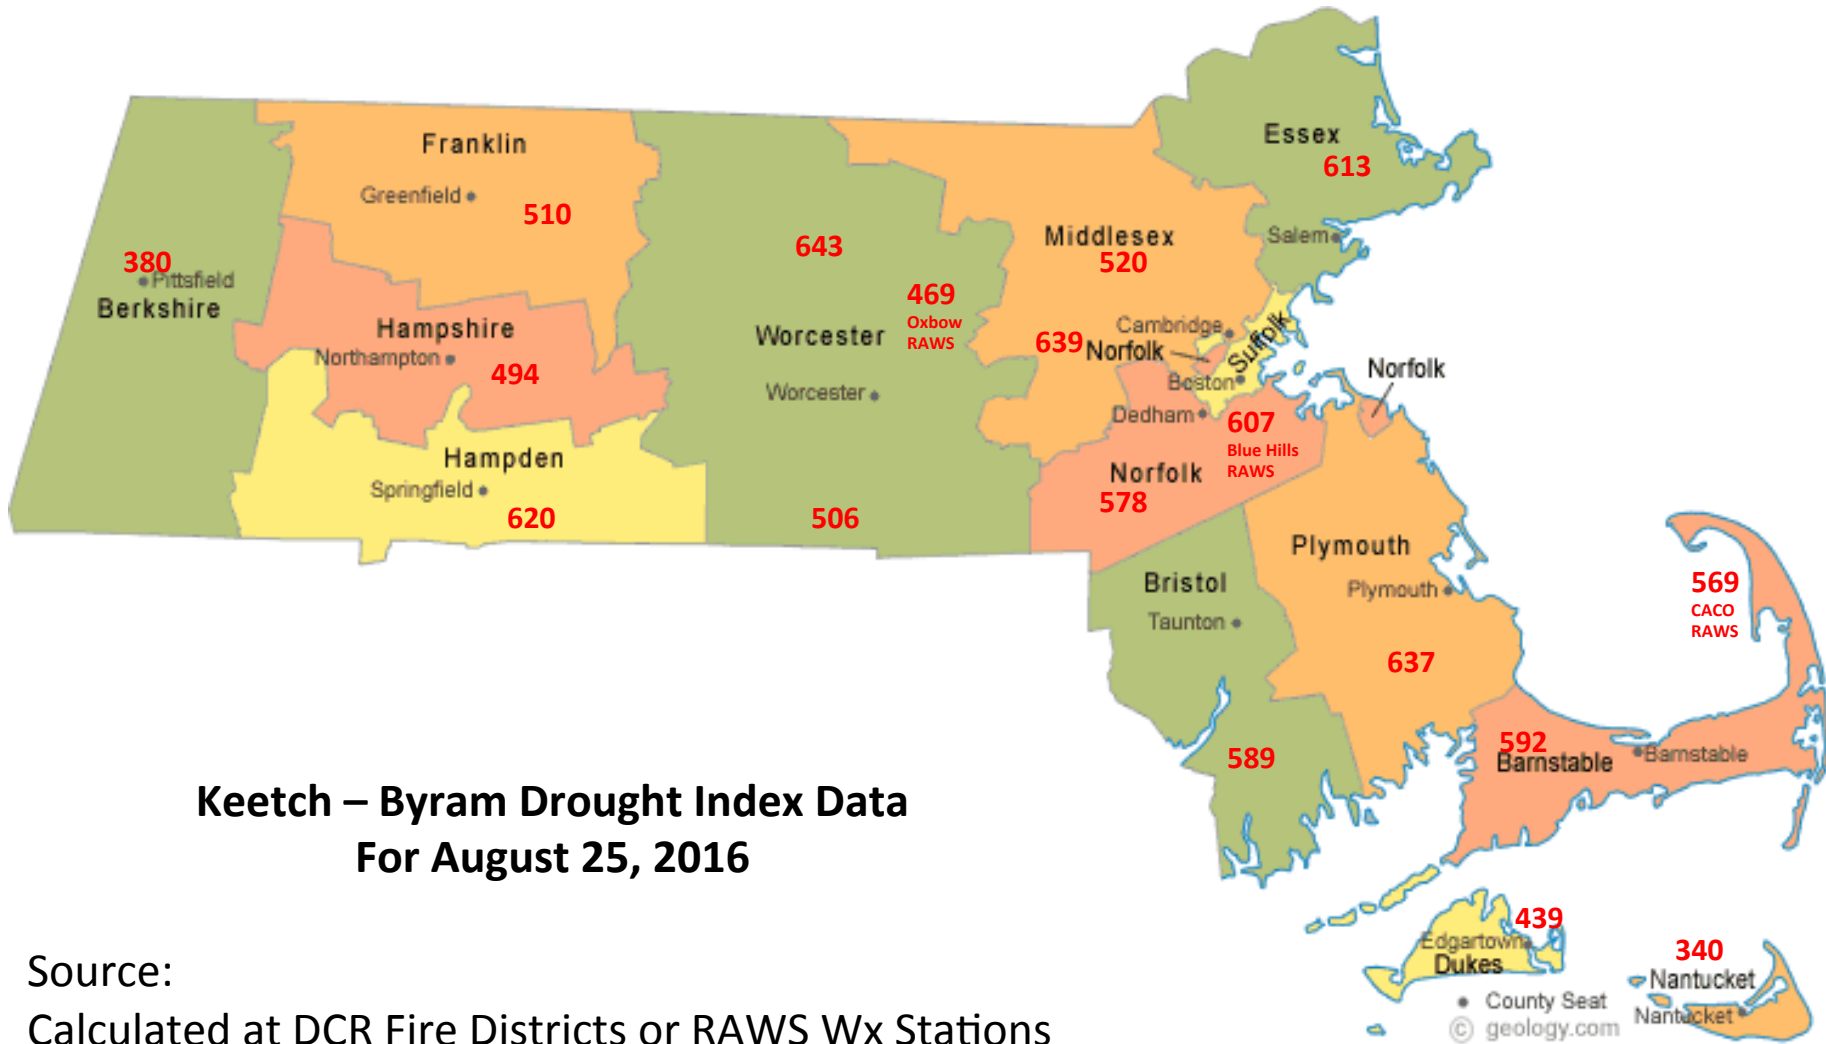 Essex
613
Franklin
Greenfield
510
Middlesex
520
Salem
643
380
Pittsfield
Berkshire
469
Oxbow
RAWS
Hampshire
Northampton
494
Worcester
Worcester
639
Cambridge
Norfolk
Suffolk
Boston
Norfolk
Dedham
607
Blue Hills
RAWS
Hampden
Springfield
620
506
Norfolk
578
Plymouth
Plymouth
637
Bristol
Taunton
589
569
CACO
RAWS
592
Barnstable
Barnstable
Keetch – Byram Drought Index Data
For August 25, 2016
439
Edgartown
Dukes
340
Nantucket
Nantucket
County Seat
© geology.com
Source:
Calculated at DCR Fire Districts or RAWS Wx Stations